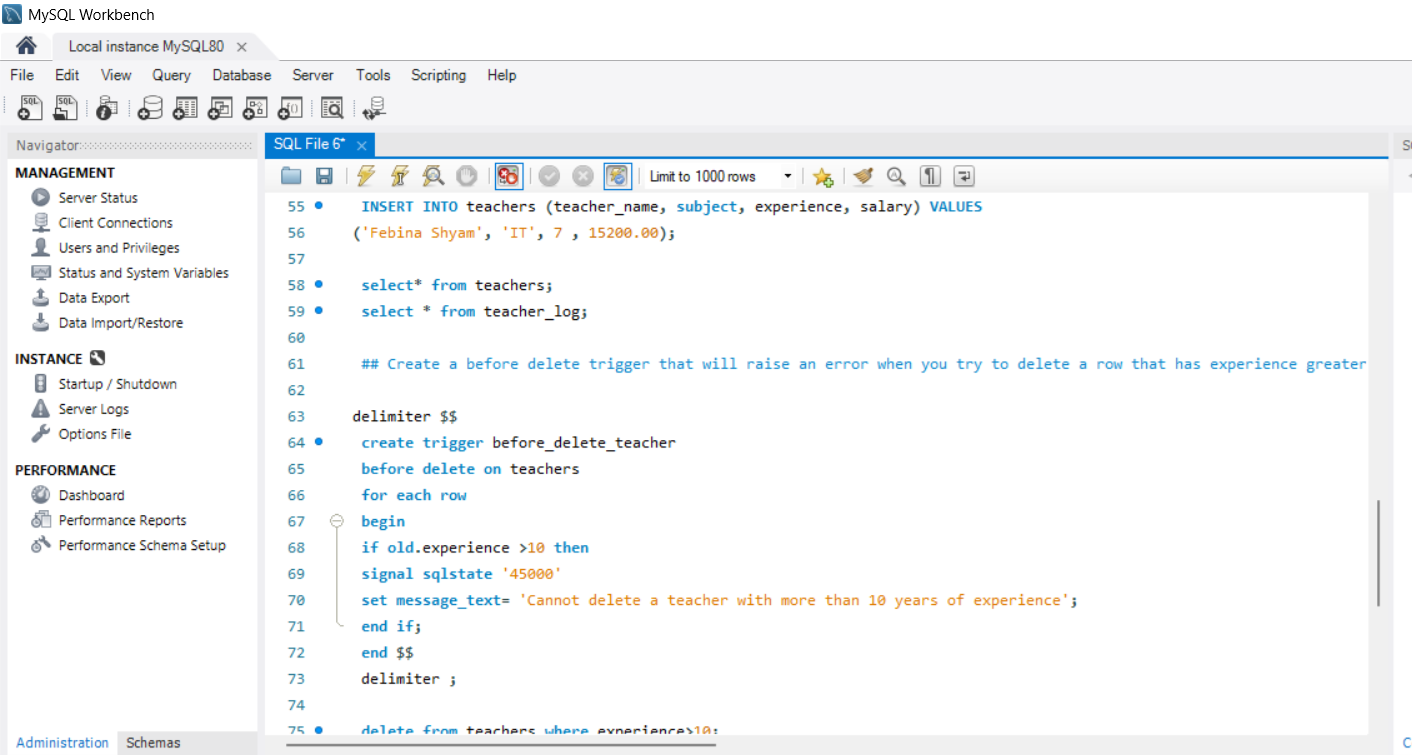 MySQL Workbench
Local instance MySQL80
File Edit View Query Database Server Tools Scripting Help
Navigator
MANAGEMENT
Server Status
Client Connections
Users and Privileges
Status and System Variables
Data Export
Data Import/Restore
INSTANCE
Startup / Shutdown
Server Logs
Options File
PERFORMANCE
Dashboard
Performance Reports
Performance Schema Setup
Administration Schemas
SQL File 6*
Limit to 1000 rows
55 INSERT INTO teachers (teacher_name, subject, experience, salary) VALUES
56 ('Febina Shyam', 'IT', 7 , 15200.00);
57
58 select* from teachers;
59 select * from teacher_log;
60
61 ## Create a before delete trigger that will raise an error when you try to delete a row that has experience greater
62
63 delimiter $$
64 create trigger before_delete_teacher
65 before delete on teachers
66 for each row
67 begin
68 if old.experience >10 then
69 signal sqlstate '45000'
70 set message_text= 'Cannot delete a teacher with more than 10 years of experience';
71 end if;
72 end $$
73 delimiter ;
74
75 delete from teachers where experience>10;